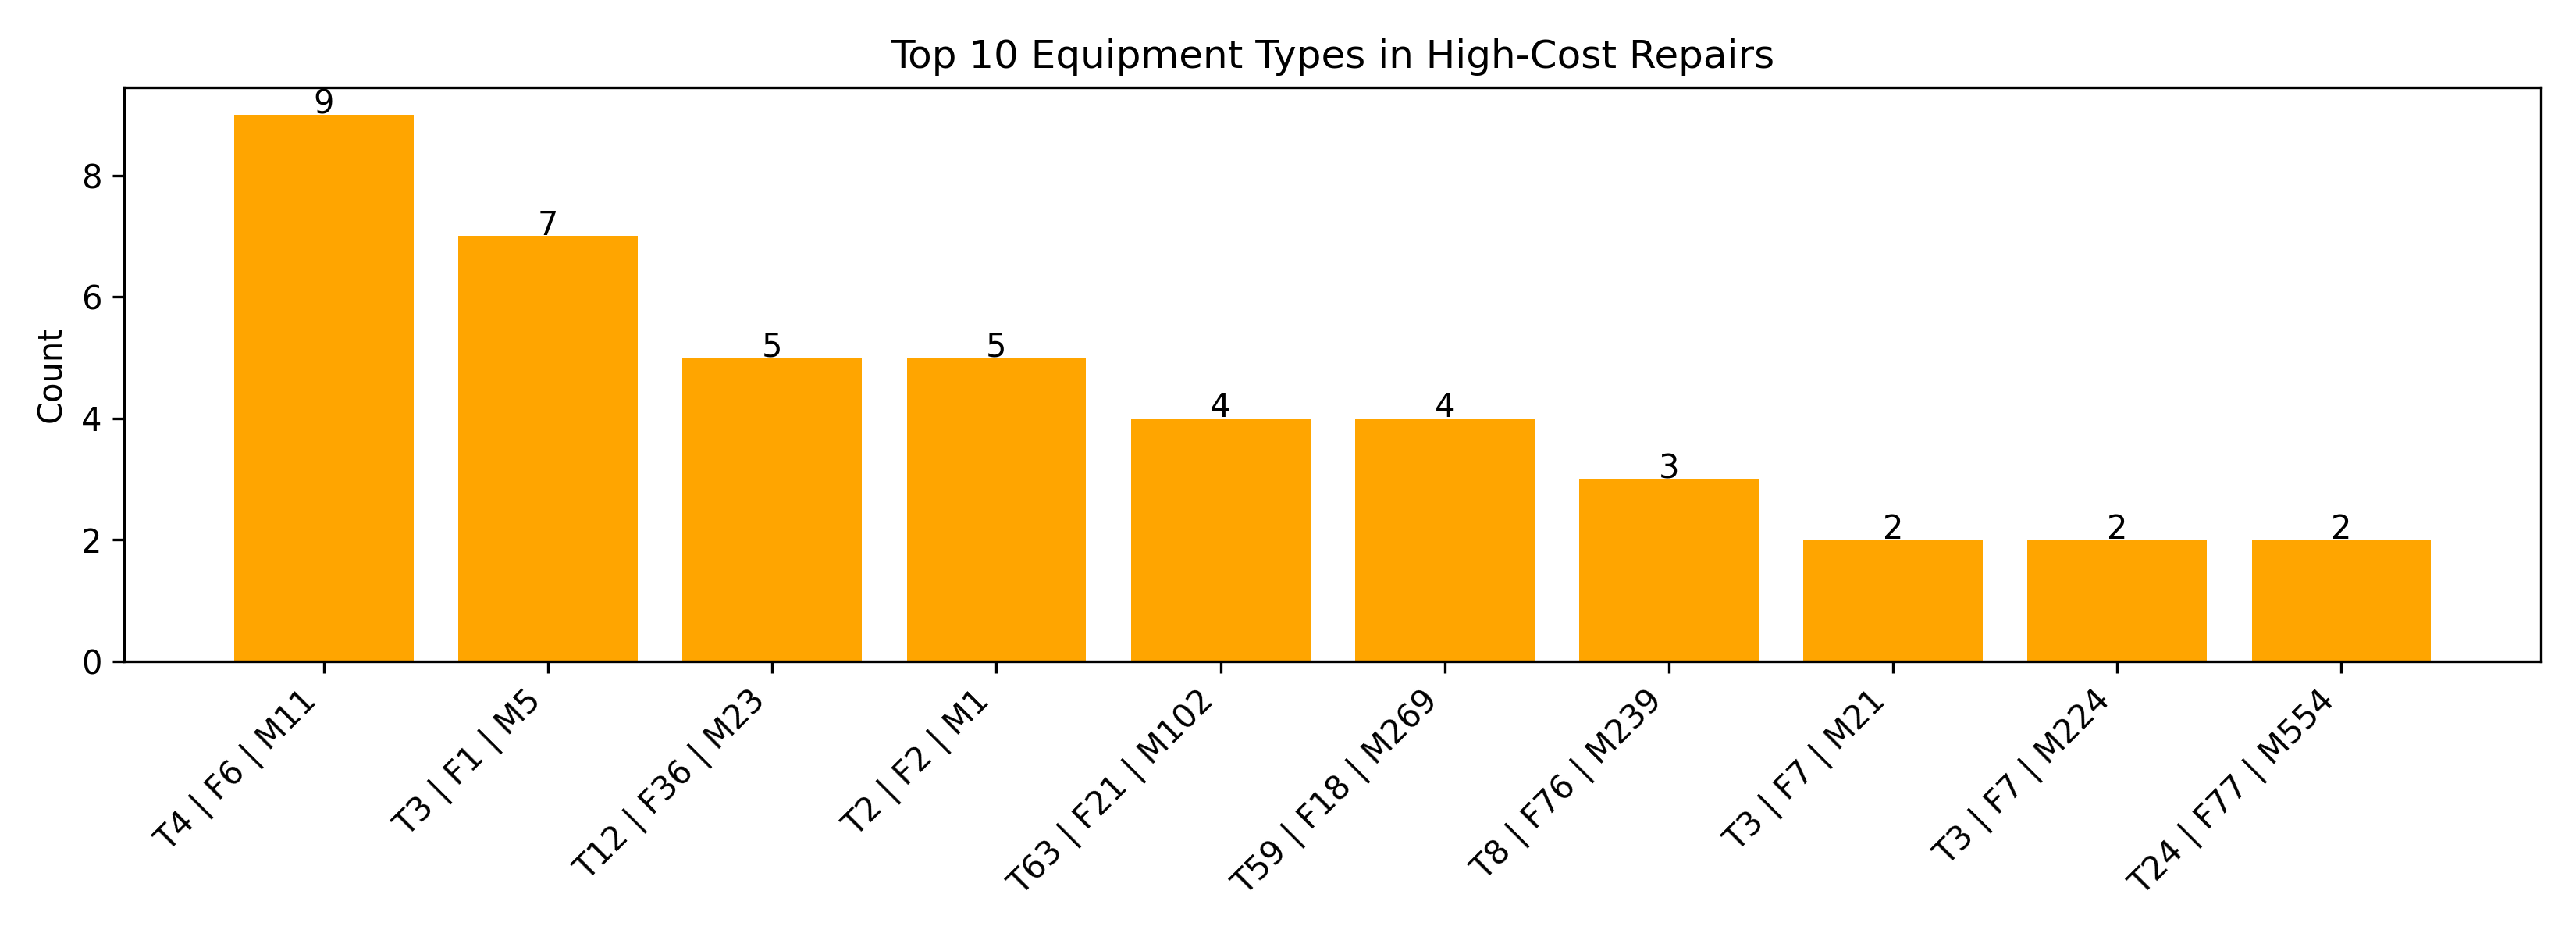 Top 10 Equipment Types in High-Cost Repairs
Count
8
6
4
2
0
9
7
5
5
4
4
3
2
2
2
T4 | F6 | M11
T3 | F1 | M5
T12 | F36 | M23
T2 | F2 | M1
T63 | F21 | M102
T59 | F18 | M269
T8 | F76 | M239
T3 | F7 | M21
T3 | F7 | M224
T24 | F77 | M554